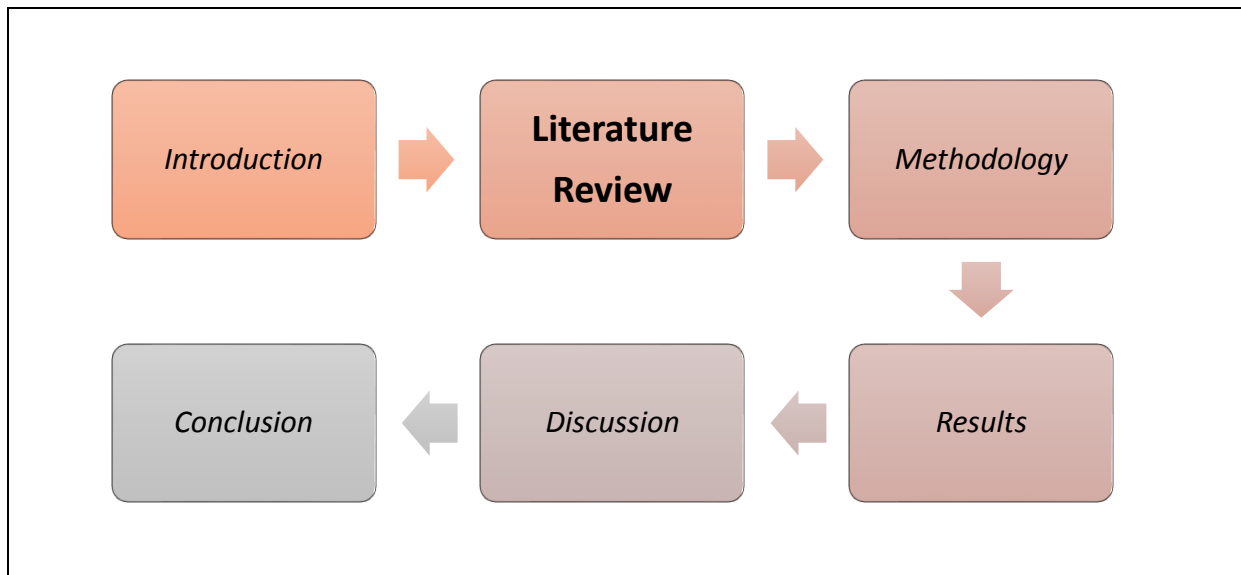 Introduction
Literature
Review
Methodology
Results
Discussion
Conclusion